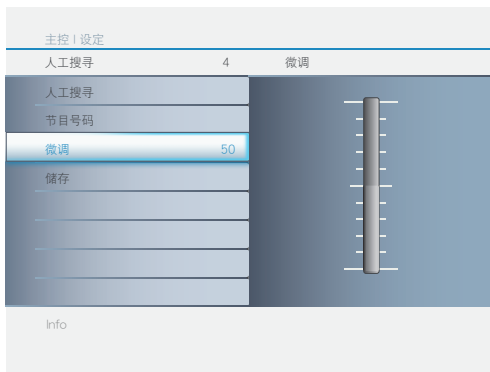 主控 | 设定
人工搜寻 4 微调
人工搜寻
节目号码
微调 50
储存
Info